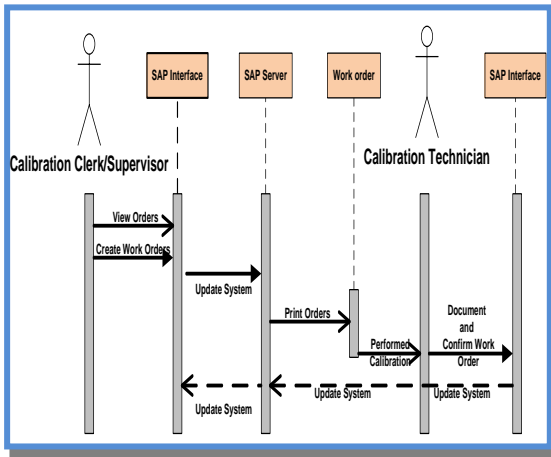 SAP Interface
SAP Server
Work order
SAP Interface
Calibration Clerk/Supervisor
Calibration Technician
View Orders
Create Work Orders
Update System
Print Orders
Performed
Calibration
Document
and
Confirm Work
Order
Update System
Update System
Update System